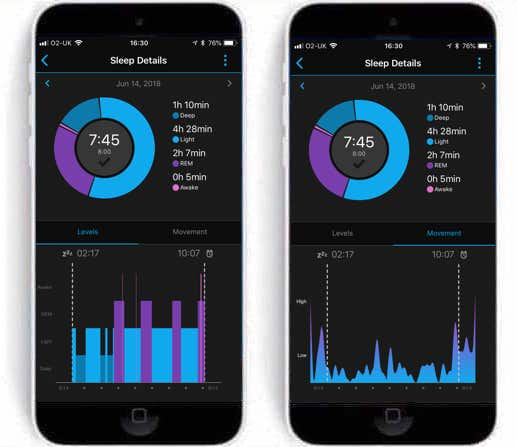 O2-UK
16:30
76%
Sleep Details
Jun 14, 2018
7:45
8:00
1h 10min
Deep
4h 28min
Light
2h 7min
REM
0h 5min
Awake
Levels
Movement
zzz 02:17
10:07
Awake
REM
Light
Deep
O2-UK
16:30
76%
Sleep Details
Jun 14, 2018
7:45
8:00
1h 10min
Deep
4h 28min
Light
2h 7min
REM
0h 5min
Awake
Levels
Movement
zzz 02:17
10:07
High
Low